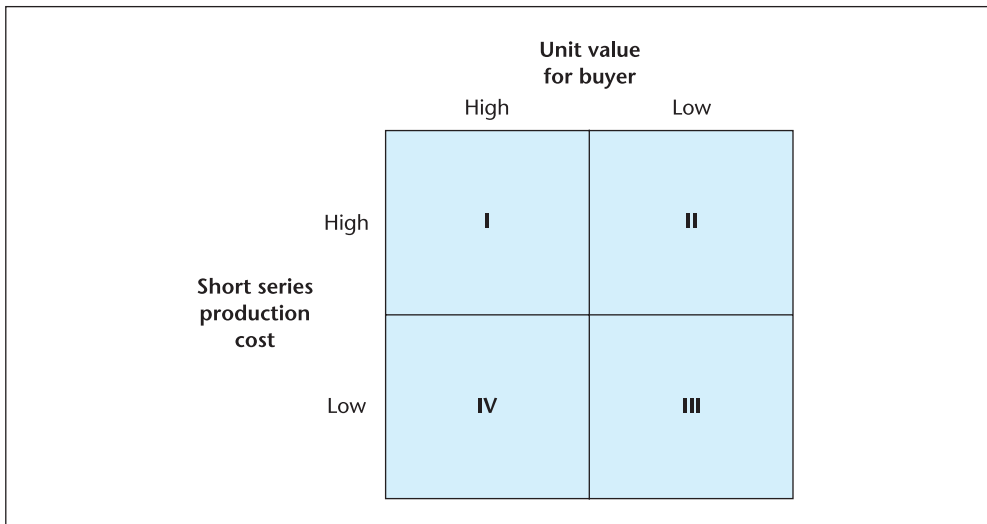 Unit value
for buyer
High Low
High I II
Short series
production
cost
Low IV III